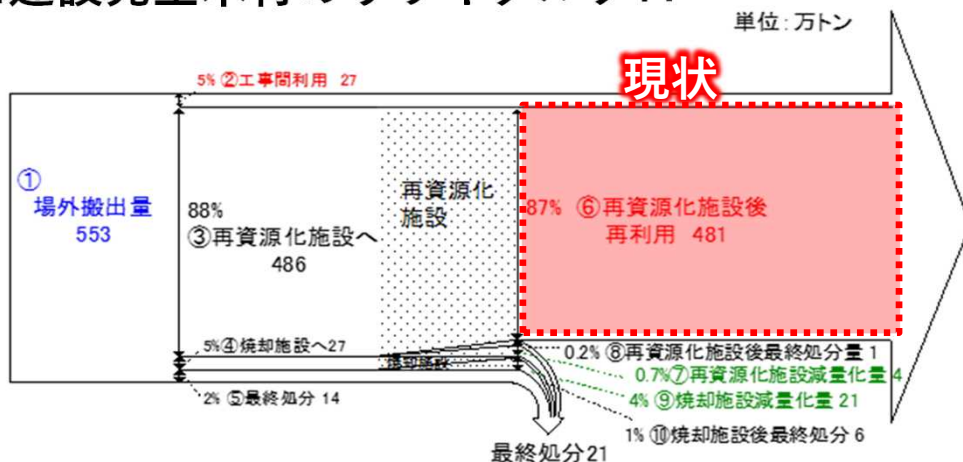 単位：万トン
現状
5% ②工事間利用 27
①
場外搬出量
553
88%
③再資源化施設へ
486
再資源化
施設
87% ⑥再資源化施設後
再利用 481
5%④焼却施設へ27
焼却施設
2% ⑤最終処分 14
0.2% ⑧再資源化施設後最終処分量 1
0.7%⑦再資源化施設減量化量 4
4% ⑨焼却施設減量化量 21
1% ⑩焼却施設後最終処分 6
最終処分21